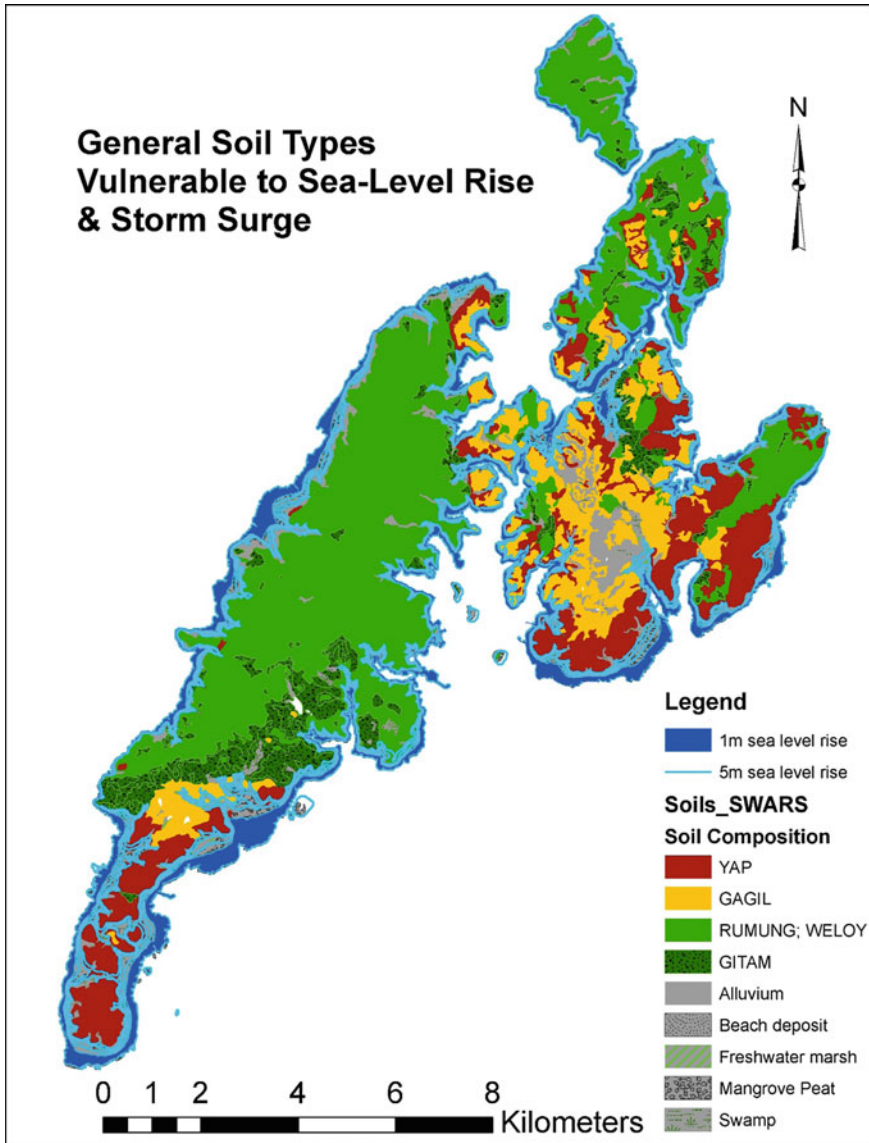 General Soil Types
Vulnerable to Sea-Level Rise
& Storm Surge
N
Legend
1m sea level rise
5m sea level rise
Soils_SWARS
Soil Composition
YAP
GAGIL
RUMUNG; WELOY
GITAM
Alluvium
Beach deposit
Freshwater marsh
Mangrove Peat
Swamp
0 1 2 4 6 8
Kilometers